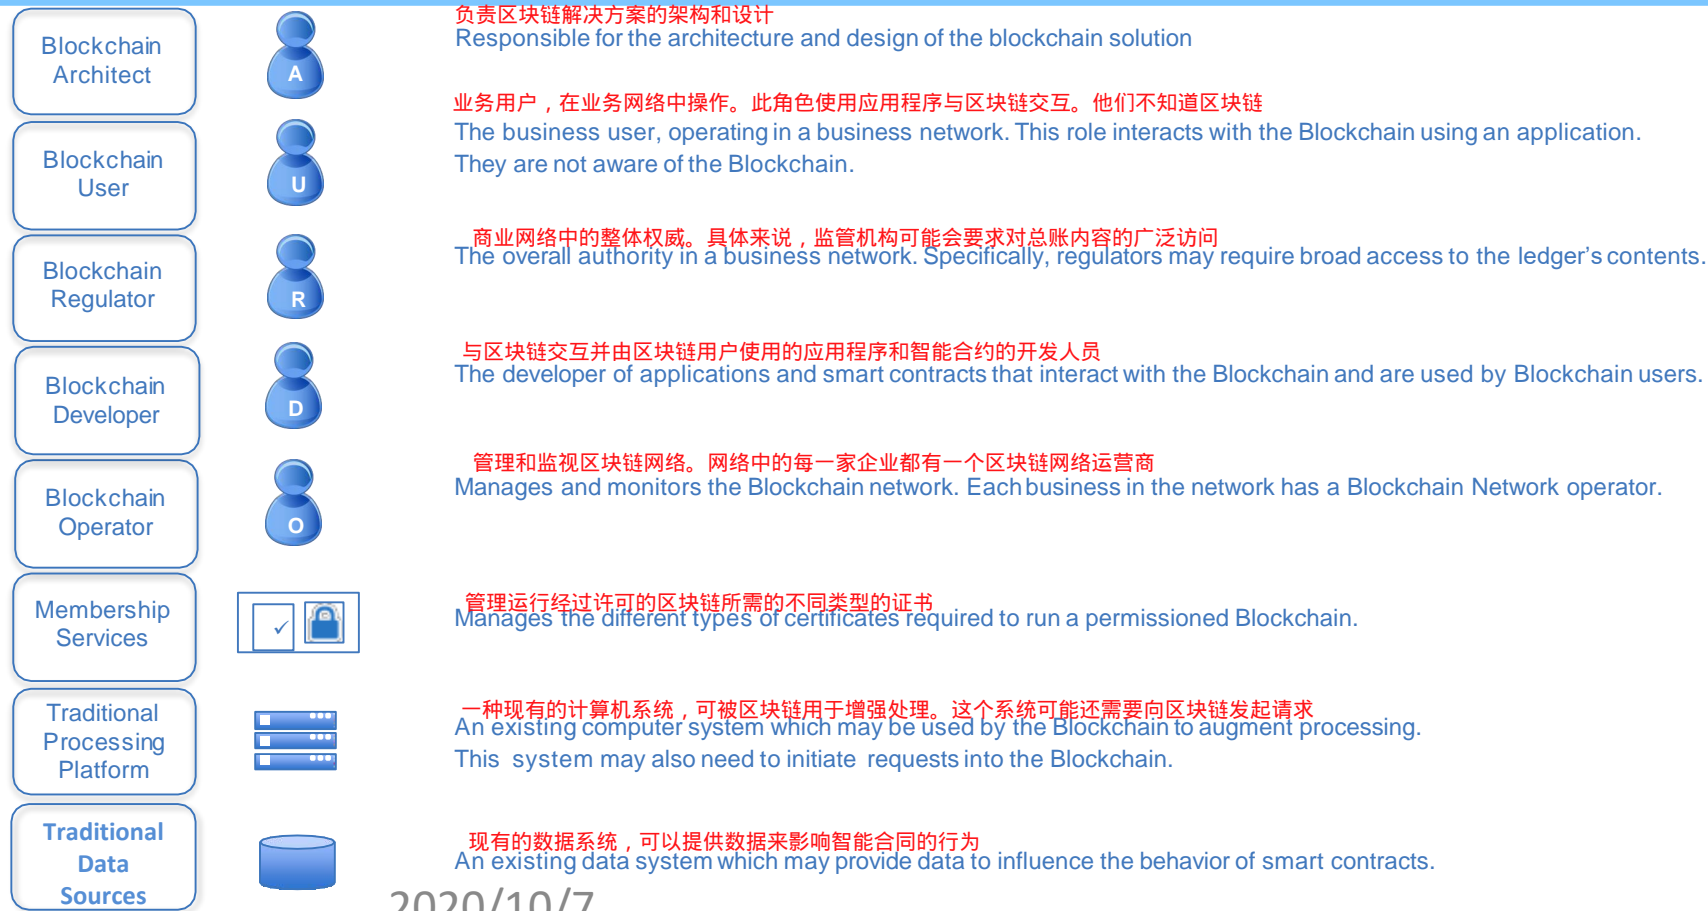 负责区块链解决方案的架构和设计
Blockchain
Architect
A
Responsible for the architecture and design of the blockchain solution
业务用户，在业务网络中操作。此角色使用应用程序与区块链交互。他们不知道区块链
Blockchain
User
U
The business user, operating in a business network. This role interacts with the Blockchain using an application.
They are not aware of the Blockchain.
商业网络中的整体权威。具体来说，监管机构可能会要求对总账内容的广泛访问
Blockchain
Regulator
R
The overall authority in a business network. Specifically, regulators may require broad access to the ledger’s contents.
与区块链交互并由区块链用户使用的应用程序和智能合约的开发人员
Blockchain
Developer
D
The developer of applications and smart contracts that interact with the Blockchain and are used by Blockchain users.
管理和监视区块链网络。网络中的每一家企业都有一个区块链网络运营商
Blockchain
Operator
O
Manages and monitors the Blockchain network. Each business in the network has a Blockchain Network operator.
管理运行经过许可的区块链所需的不同类型的证书
Membership
Services
Manages the different types of certificates required to run a permissioned Blockchain.
一种现有的计算机系统，可被区块链用于增强处理。这个系统可能还需要向区块链发起请求
Traditional
Processing
Platform
An existing computer system which may be used by the Blockchain to augment processing.
This system may also need to initiate requests into the Blockchain.
现有的数据系统，可以提供数据来影响智能合同的行为
Traditional
Data
Sources
An existing data system which may provide data to influence the behavior of smart contracts.
2020/10/7